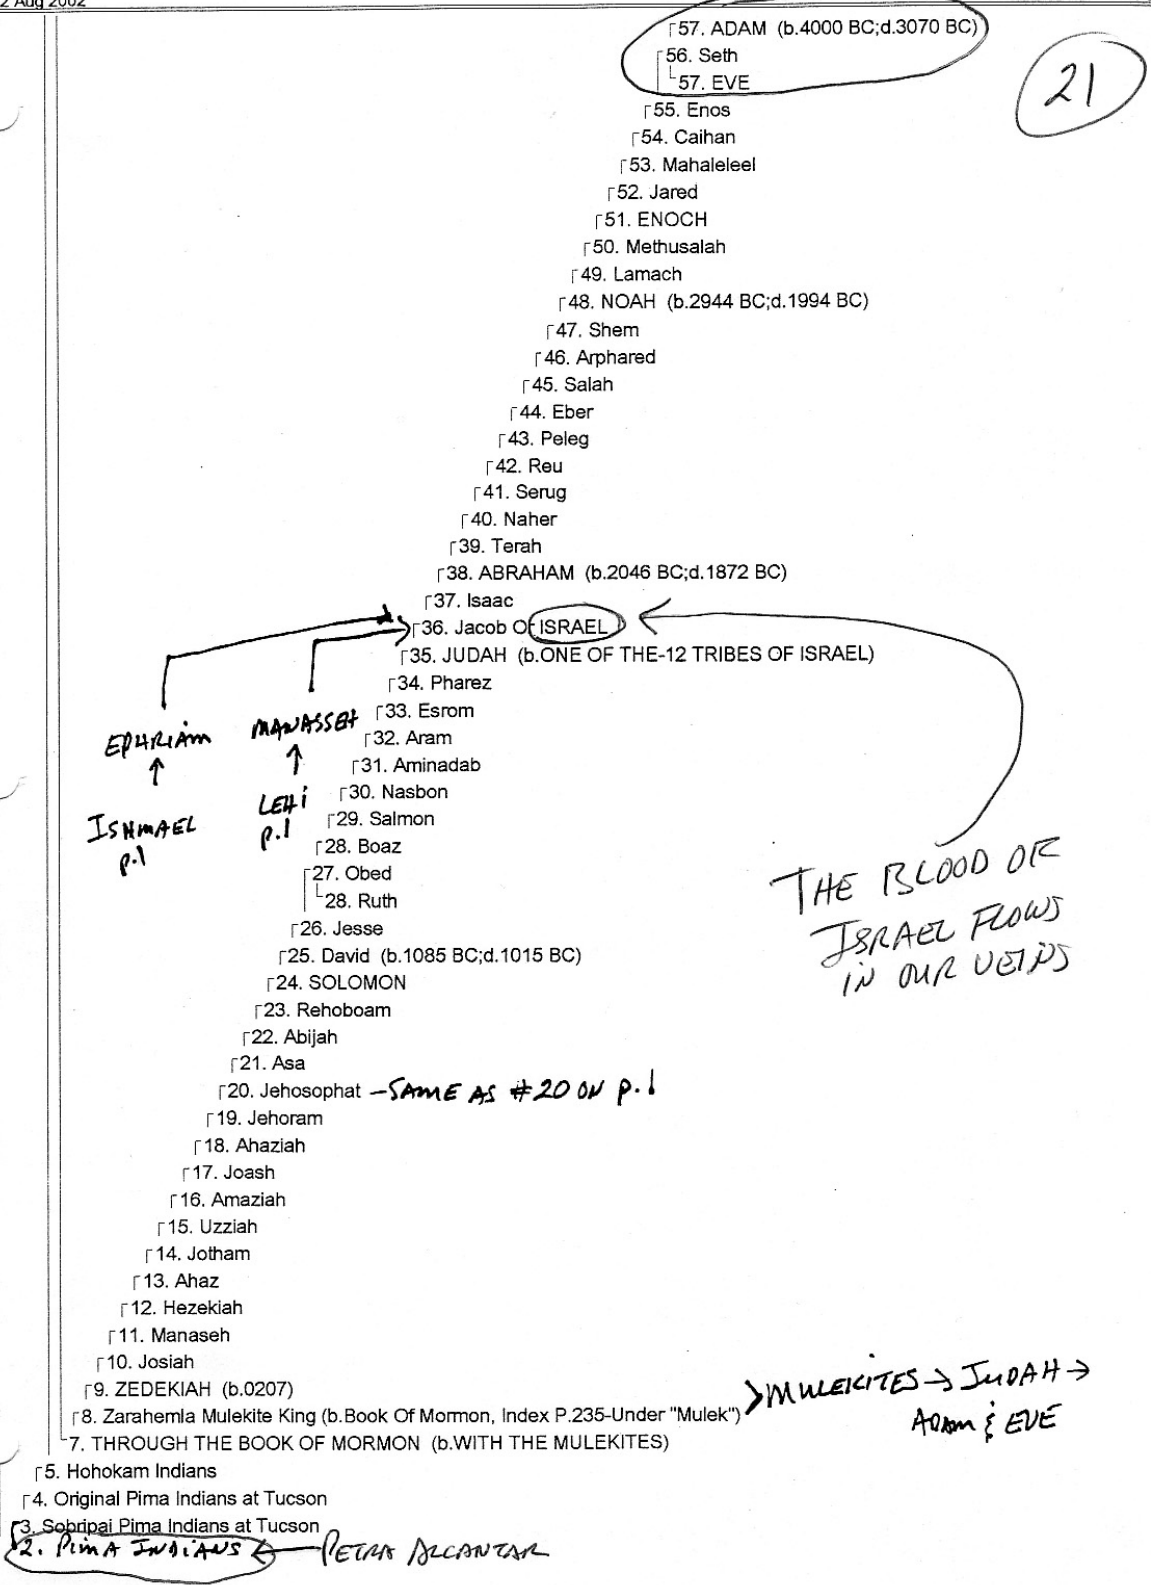 2 Aug 2002
57. ADAM (b.4000 BC;d.3070 BC)
56. Seth
57. EVE
21
55. Enos
54. Caihan
53. Mahaleleel
52. Jared
51. ENOCH
50. Methusalah
49. Lamach
48. NOAH (b.2944 BC;d.1994 BC)
47. Shem
46. Arphared
45. Salah
44. Eber
43. Peleg
42. Reu
41. Serug
40. Naher
39. Terah
38. ABRAHAM (b.2046 BC;d.1872 BC)
37. Isaac
36. Jacob Of ISRAEL
35. JUDAH (b.ONE OF THE-12 TRIBES OF ISRAEL)
34. Pharez
33. Esrom
EPHRIAM
MANASSEH
32. Aram
31. Aminadab
30. Nasbon
ISHMAEL
p.1
LEHI
p.1
29. Salmon
28. Boaz
27. Obed
28. Ruth
THE BLOOD OF
ISRAEL FLOWS
IN OUR VEINS
26. Jesse
25. David (b.1085 BC;d.1015 BC)
24. SOLOMON
23. Rehoboam
22. Abijah
21. Asa
20. Jehosophat - SAME AS #20 ON p.1
19. Jehoram
18. Ahaziah
17. Joash
16. Amaziah
15. Uzziah
14. Jotham
13. Ahaz
12. Hezekiah
11. Manaseh
10. Josiah
9. ZEDEKIAH (b.0207)
8. Zarahemla Mulekite King (b.Book Of Mormon, Index P.235-Under "Mulek")
>MULEKITES → JUDAH →
ADAM & EVE
7. THROUGH THE BOOK OF MORMON (b.WITH THE MULEKITES)
5. Hohokam Indians
4. Original Pima Indians at Tucson
3. Sobripai Pima Indians at Tucson
2. PIMA INDIANS ← PETRA ALCANTAR